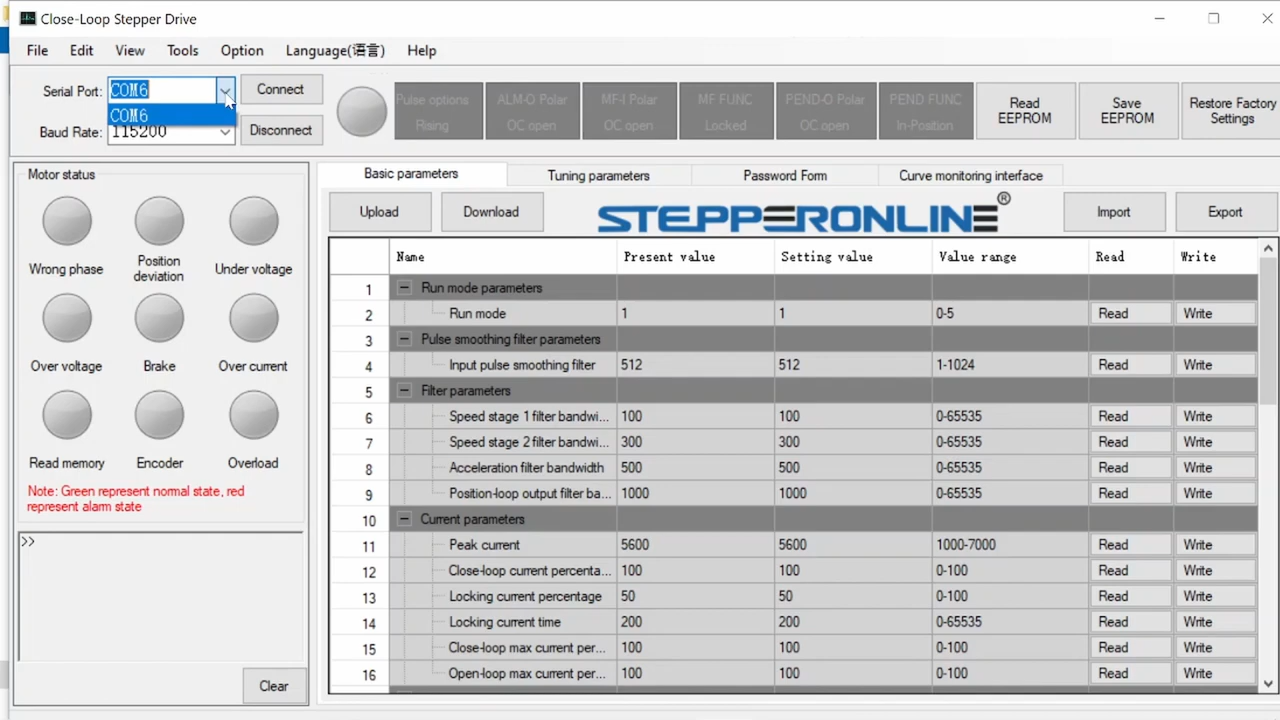 Close-Loop Stepper Drive
File Edit View Tools Option Language(语言) Help
Serial Port: COM6 Connect
COM6
Baud Rate: 115200 Disconnect
Pulse options Rising
ALM-O Polar OC open
MF-I Polar OC open
MF FUNC Locked
PEND-O Polar OC open
PEND FUNC In-Position
Read EEPROM
Save EEPROM
Restore Factory Settings
Motor status
Wrong phase
Position deviation
Under voltage
Over voltage Brake Over current
Read memory Encoder Overload
Note: Green represent normal state, red
represent alarm state
>>
Clear
Basic parameters Tuning parameters Password Form Curve monitoring interface
Upload Download STEPPERONLINE® Import Export
Name Present value Setting value Value range Read Write
1 Run mode parameters
2 Run mode 1 1 0-5 Read Write
3 Pulse smoothing filter parameters
4 Input pulse smoothing filter 512 512 1-1024 Read Write
5 Filter parameters
6 Speed stage 1 filter bandwi... 100 100 0-65535 Read Write
7 Speed stage 2 filter bandwi... 300 300 0-65535 Read Write
8 Acceleration filter bandwidth 500 500 0-65535 Read Write
9 Position-loop output filter ba... 1000 1000 0-65535 Read Write
10 Current parameters
11 Peak current 5600 5600 1000-7000 Read Write
12 Close-loop current percenta... 100 100 0-100 Read Write
13 Locking current percentage 50 50 0-100 Read Write
14 Locking current time 200 200 0-65535 Read Write
15 Close-loop max current per... 100 100 0-100 Read Write
16 Open-loop max current per... 100 100 0-100 Read Write